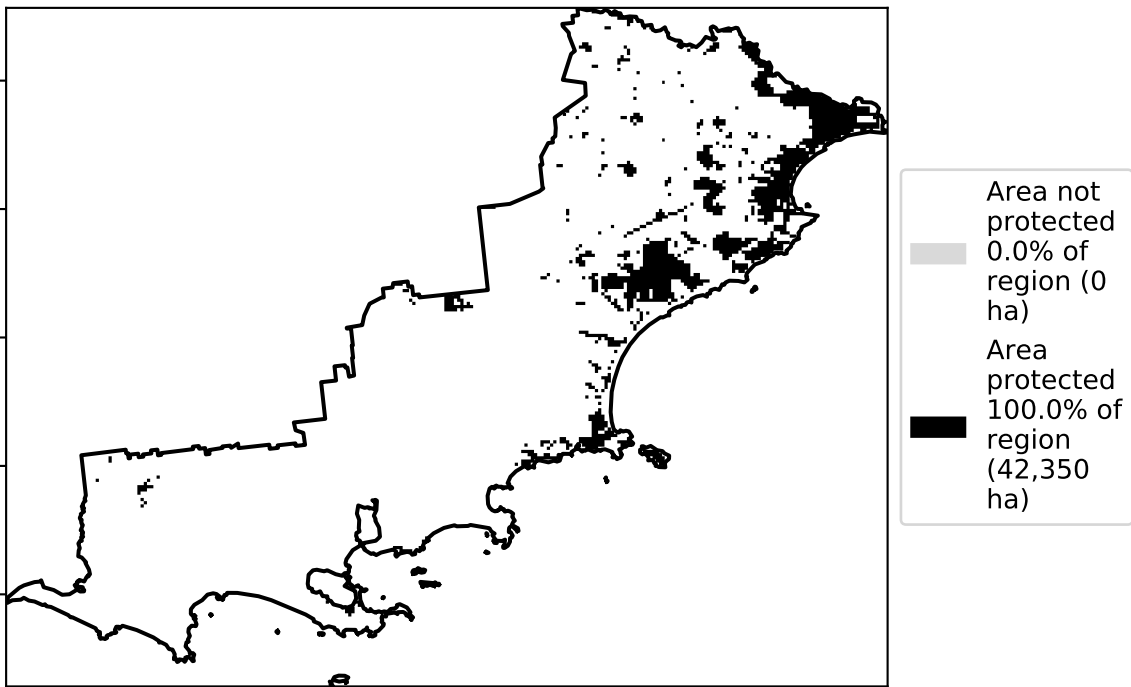 Area not
protected
0.0% of
region (0
ha)
Area
protected
100.0% of
region
(42,350
ha)